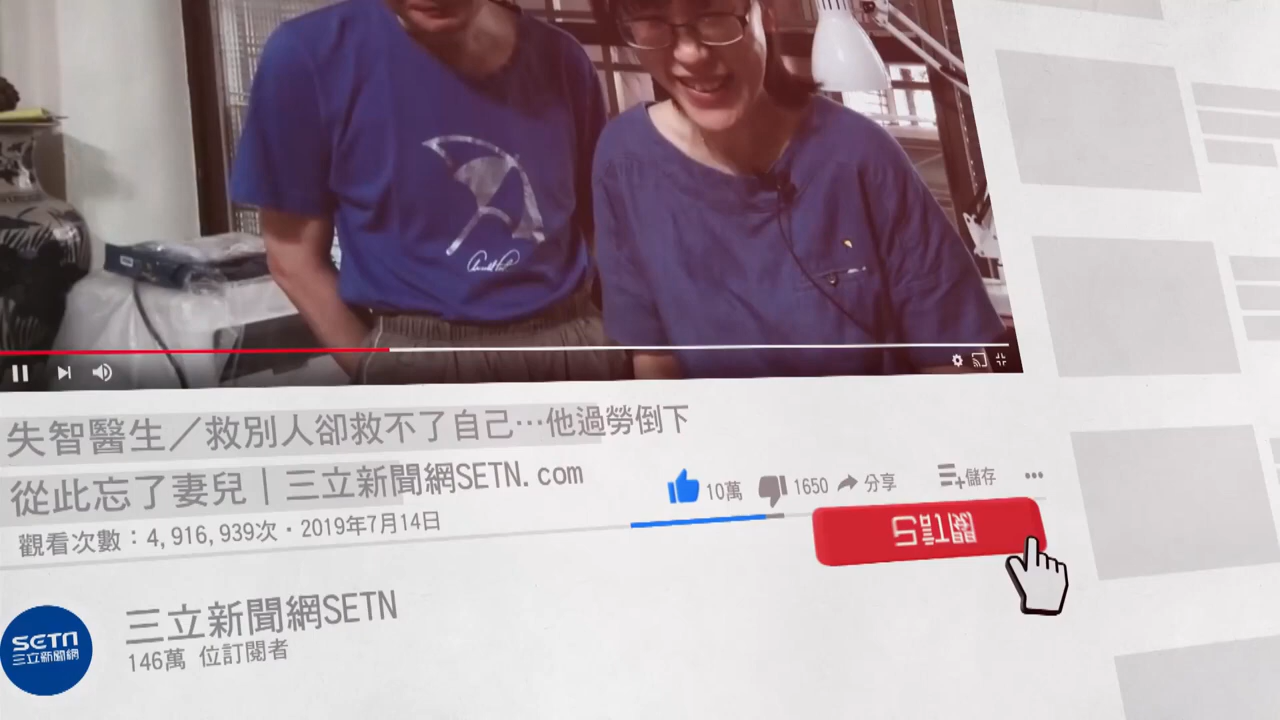 失智醫生／救別人卻救不了自己…他過勞倒下
從此忘了妻兒｜三立新聞網SETN.com
觀看次數：4,916,939次・2019年7月14日
10萬
1650
分享
儲存
已訂閱
三立新聞網SETN
146萬 位訂閱者
SETN
三立新聞網